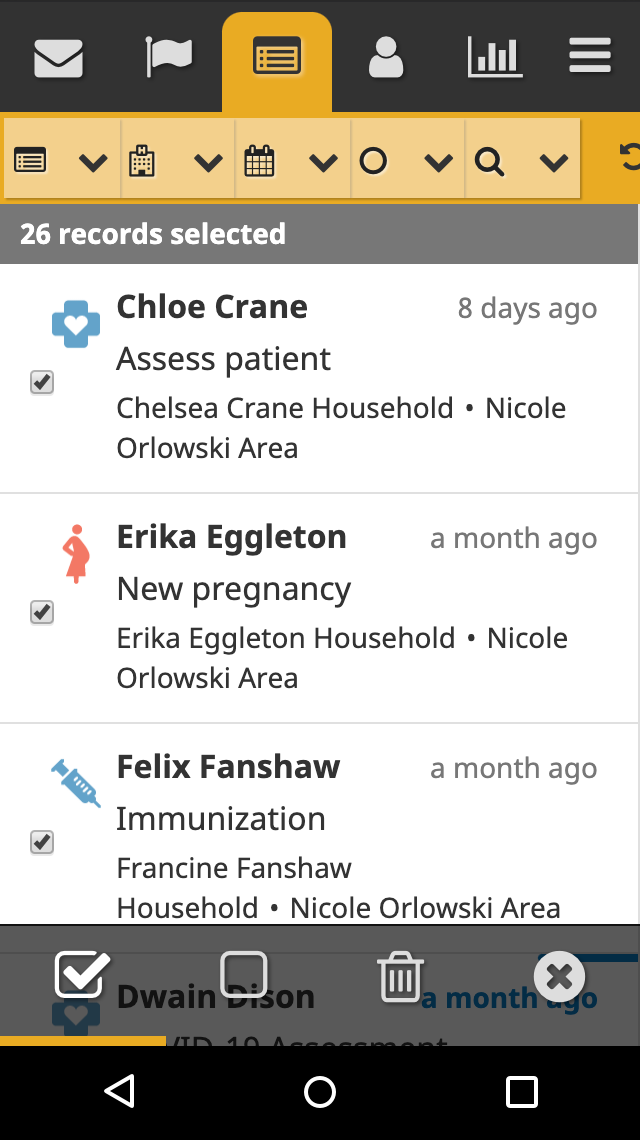 26 records selected
Chloe Crane 8 days ago
Assess patient
Chelsea Crane Household • Nicole
Orlowski Area
Erika Eggleton a month ago
New pregnancy
Erika Eggleton Household • Nicole
Orlowski Area
Felix Fanshaw a month ago
Immunization
Francine Fanshaw
Household • Nicole Orlowski Area
Dwain Dison a month ago
Assessment